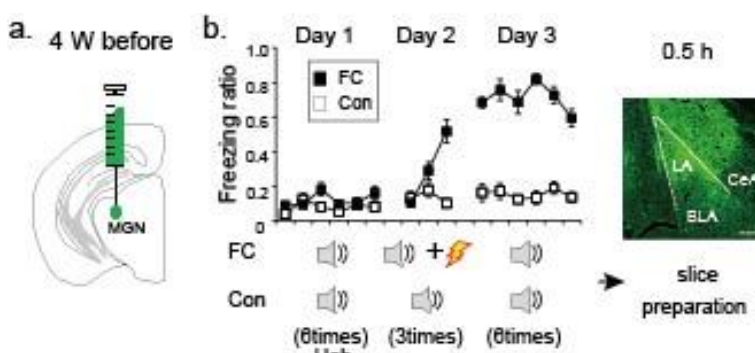 a. 4 W before
MGN
b.
Day 1 Day 2 Day 3
Freezing ratio
1.0
0.8
0.6
0.4
0.2
0
FC
Con
FC +
Con
(6times) (3times) (6times)
0.5 h
LA
CeA
BLA
slice
preparation